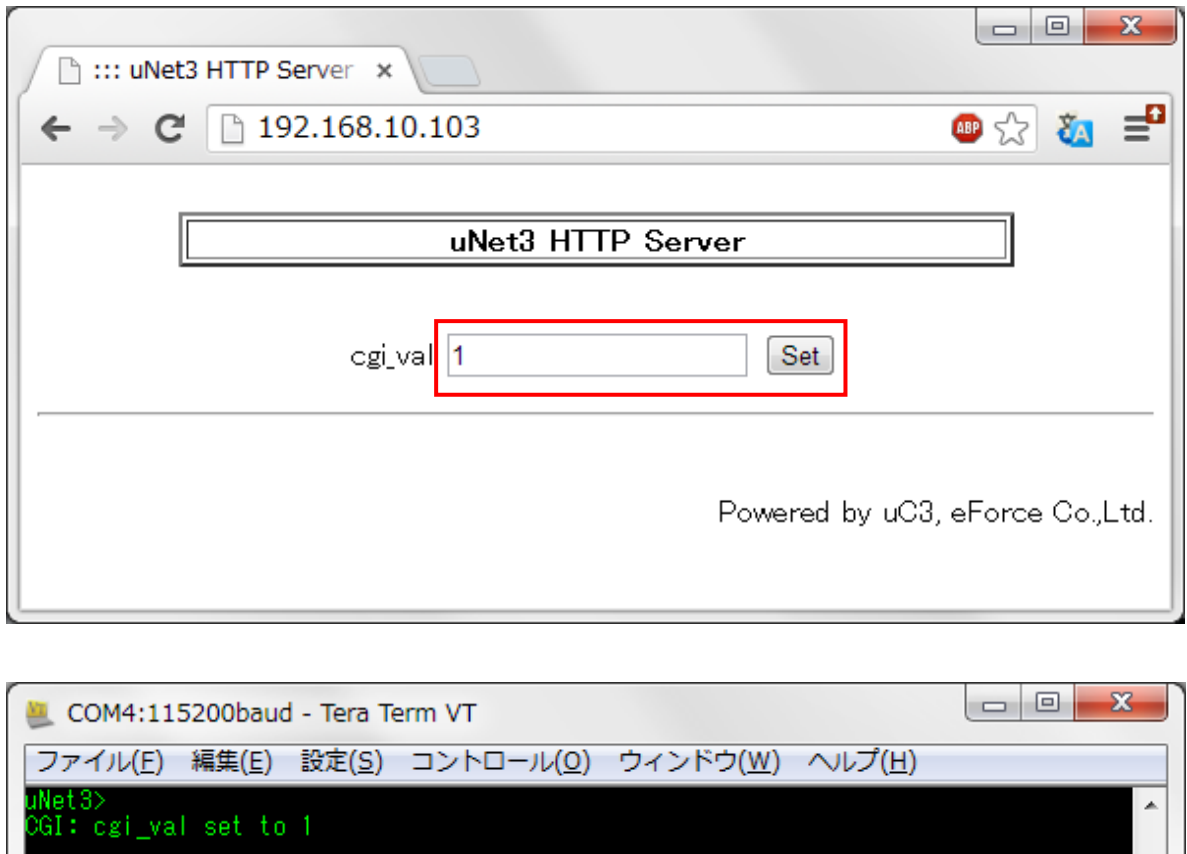 ::: uNet3 HTTP Server
192.168.10.103
ABP
uNet3 HTTP Server
cgi_val 1 Set
Powered by uC3, eForce Co.,Ltd.
COM4:115200baud - Tera Term VT
ファイル(F) 編集(E) 設定(S) コントロール(O) ウィンドウ(W) ヘルプ(H)
uNet3>
CGI: cgi_val set to 1